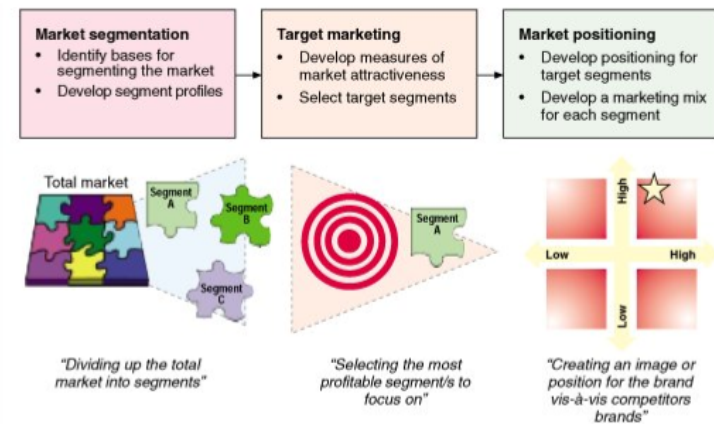 Market segmentation
• Identify bases for
segmenting the market
• Develop segment profiles
Target marketing
• Develop measures of
market attractiveness
• Select target segments
Market positioning
• Develop positioning for
target segments
• Develop a marketing mix
for each segment
Total market
Segment
A
Segment
B
Segment
C
Segment
A
High
Low
High
Low
“Dividing up the total
market into segments”
“Selecting the most
profitable segment/s to
focus on”
“Creating an image or
position for the brand
vis-à-vis competitors
brands”